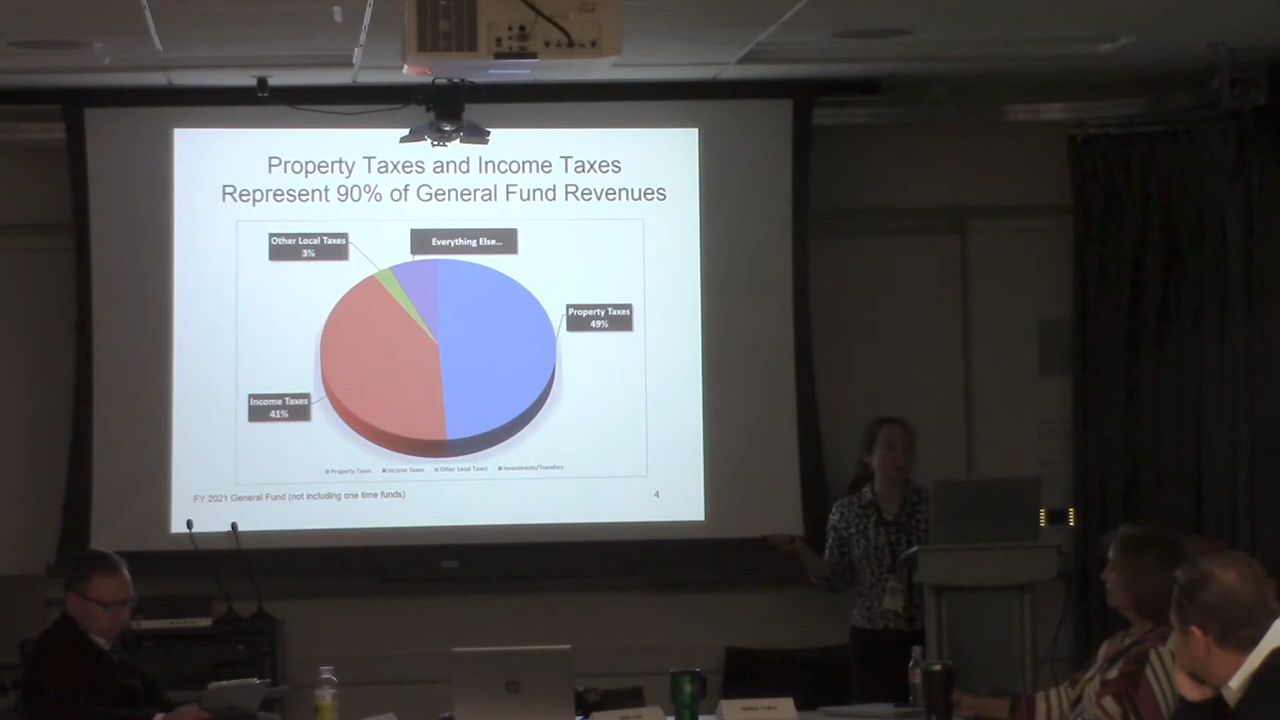 Property Taxes and Income Taxes
Represent 90% of General Fund Revenues
Other Local Taxes
3%
Everything Else...
Property Taxes
49%
Income Taxes
41%
Property Taxes Income Taxes Other Local Taxes Investments/Transfers
FY 2021 General Fund (not including one time funds)
4
hp